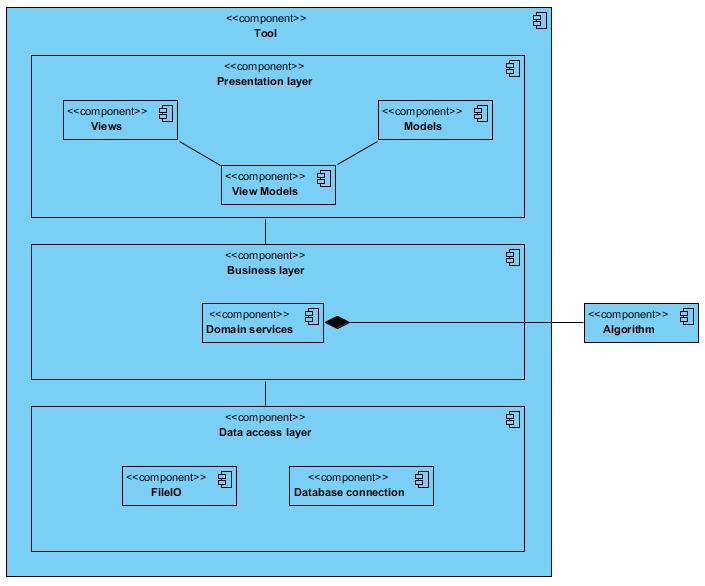 <<component>>
Tool
<<component>>
Presentation layer
<<component>>
Views
<<component>>
Models
<<component>>
View Models
<<component>>
Business layer
<<component>>
Domain services
<<component>>
Algorithm
<<component>>
Data access layer
<<component>>
FileIO
<<component>>
Database connection